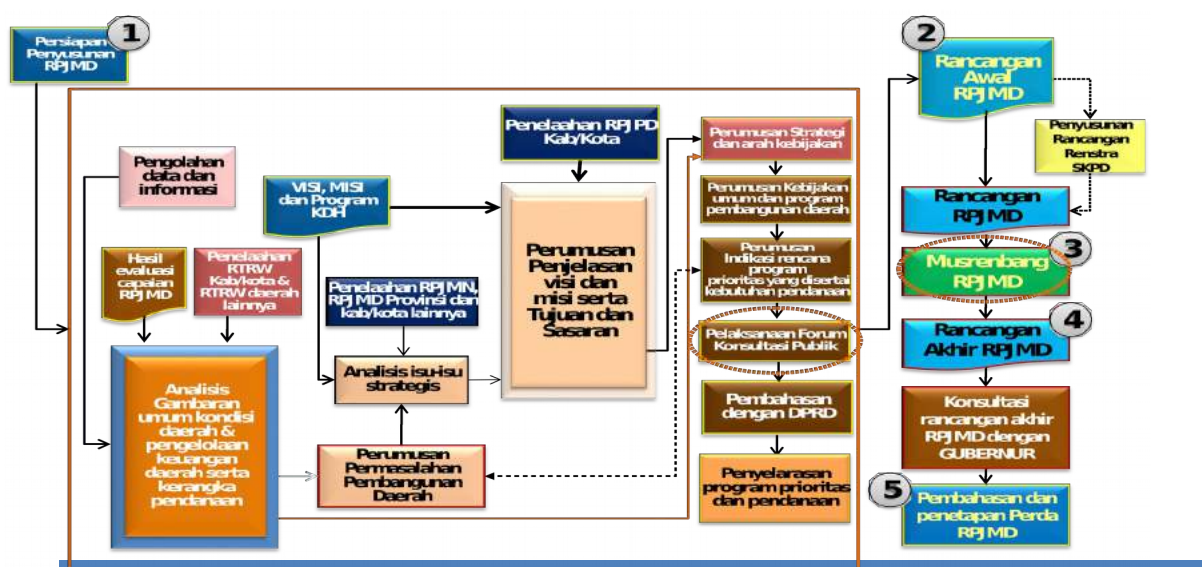 1
Persiapan
Penyusunan
RPJMD
Pengolahan
data dan
informasi
Hasil
evaluasi
capaian
RPJMD
Penelaahan
RTRW
Kab/kota &
RTRW daerah
lainnya
Analisis
Gambaran
umum kondisi
daerah &
pengelolaan
keuangan
daerah serta
kerangka
pendanaan
VISI, MISI
dan Program
KDH
Penelaahan RPJMN,
RPJMD Provinsi dan
kab/kota lainnya
Analisis isu-isu
strategis
Perumusan
Permasalahan
Pembangunan
Daerah
Penelaahan RPJPD
Kab/Kota
Perumusan
Penjelasan
visi dan
misi serta
Tujuan dan
Sasaran
Perumusan Strategi
dan arah kebijakan
Perumusan Kebijakan
umum dan program
pembangunan daerah
Perumusan
Indikasi rencana
program
prioritas yang disertai
kebutuhan pendanaan
Pelaksanaan Forum
Konsultasi Publik
Pembahasan
dengan DPRD
Penyelarasan
program prioritas
dan pendanaan
2
Rancangan
Awal
RPJMD
Penyusunan
Rancangan
Renstra
SKPD
Rancangan
RPJMD
3
Musrenbang
RPJMD
4
Rancangan
Akhir RPJMD
Konsultasi
rancangan akhir
RPJMD dengan
GUBERNUR
5
Pembahasan dan
penetapan Perda
RPJMD